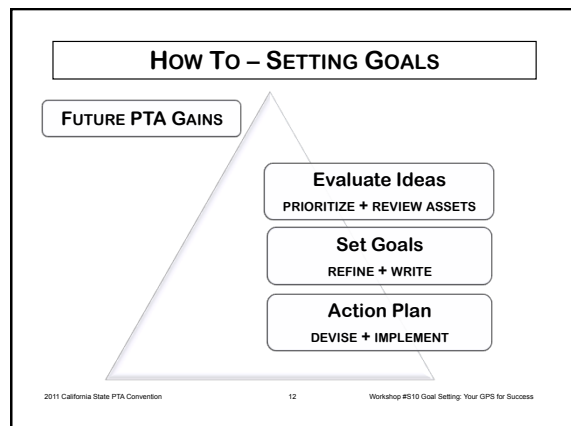 HOW TO – SETTING GOALS
FUTURE PTA GAINS
Evaluate Ideas
PRIORITIZE + REVIEW ASSETS
Set Goals
REFINE + WRITE
Action Plan
DEVISE + IMPLEMENT
2011 California State PTA Convention 12 Workshop #S10 Goal Setting: Your GPS for Success